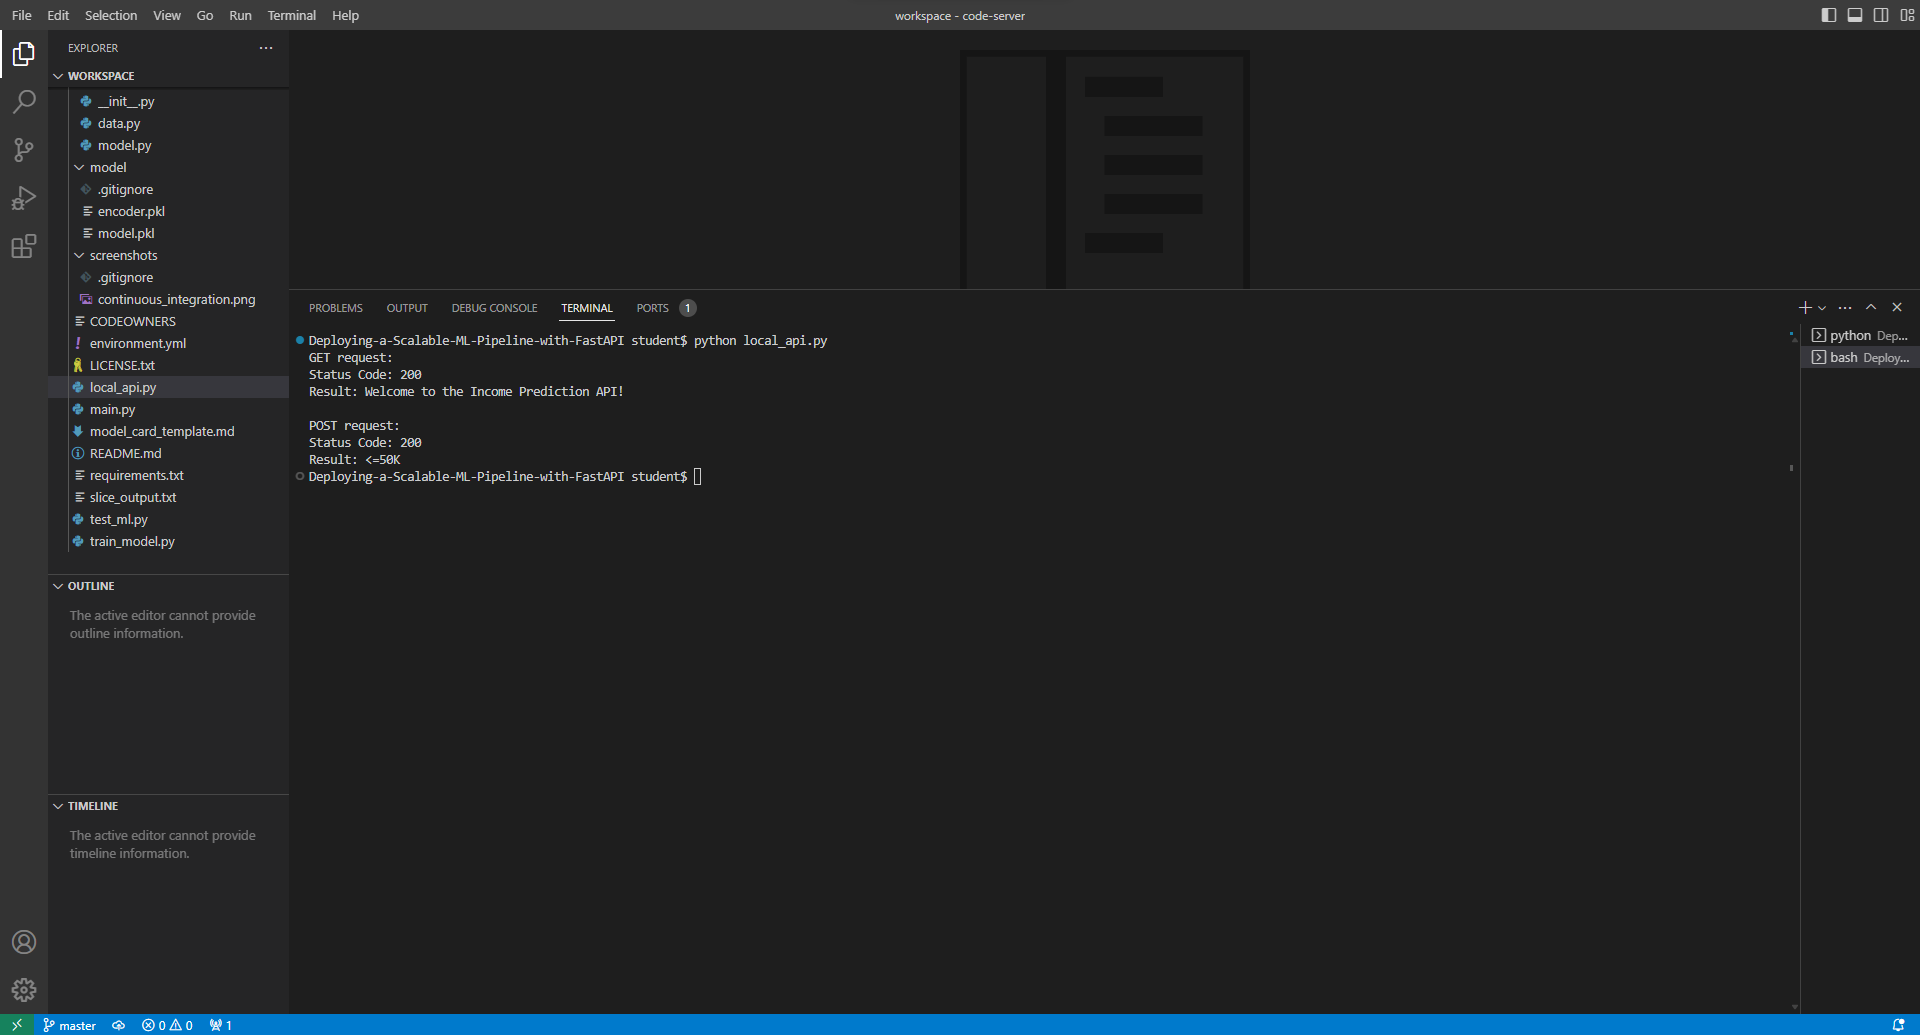 File Edit Selection View Go Run Terminal Help
workspace - code-server
EXPLORER
WORKSPACE
__init__.py
data.py
model.py
model
.gitignore
encoder.pkl
model.pkl
screenshots
.gitignore
continuous_integration.png
CODEOWNERS
environment.yml
LICENSE.txt
local_api.py
main.py
model_card_template.md
README.md
requirements.txt
slice_output.txt
test_ml.py
train_model.py
OUTLINE
The active editor cannot provide
outline information.
TIMELINE
The active editor cannot provide
timeline information.
PROBLEMS OUTPUT DEBUG CONSOLE TERMINAL PORTS 1
Deploying-a-Scalable-ML-Pipeline-with-FastAPI student$ python local_api.py
GET request:
Status Code: 200
Result: Welcome to the Income Prediction API!
POST request:
Status Code: 200
Result: <=50K
Deploying-a-Scalable-ML-Pipeline-with-FastAPI student$
python Dep...
bash Deploy...
master 0 0 1